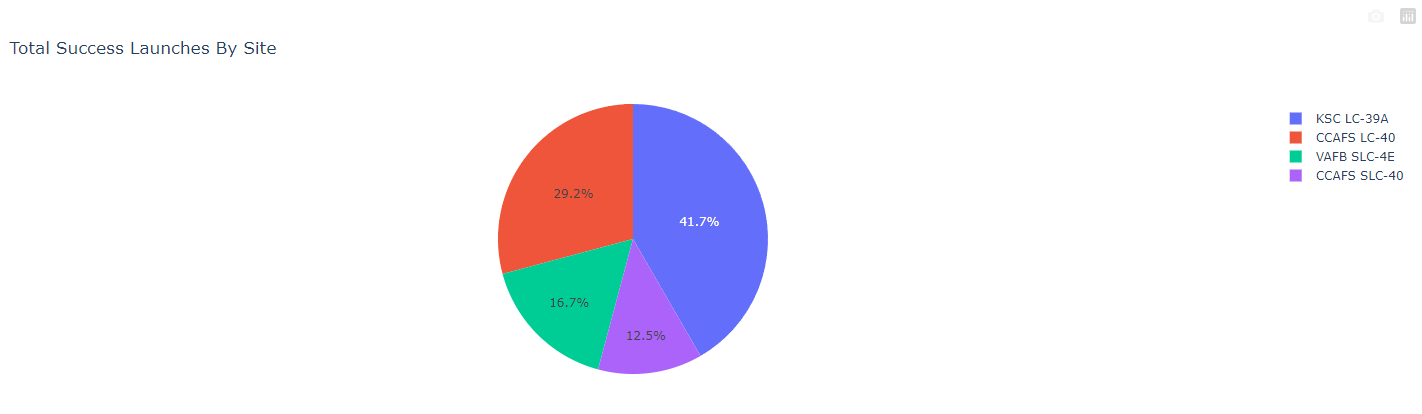 Total Success Launches By Site
KSC LC-39A
CCAFS LC-40
VAFB SLC-4E
CCAFS SLC-40
29.2%
41.7%
16.7%
12.5%